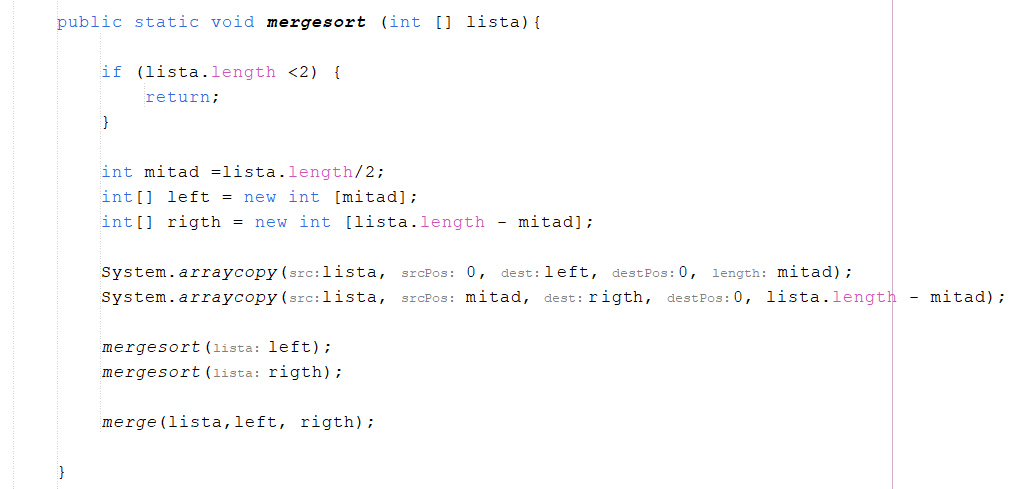 public static void mergesort (int [] lista){
if (lista.length <2) {
return;
}
int mitad =lista.length/2;
int[] left = new int [mitad];
int[] rigth = new int [lista.length - mitad];
System.arraycopy(src:lista, srcPos: 0, dest:left, destPos:0, length: mitad);
System.arraycopy(src:lista, srcPos: mitad, dest:rigth, destPos:0, lista.length - mitad);
mergesort(lista: left);
mergesort(lista: rigth);
merge(lista,left, rigth);
}